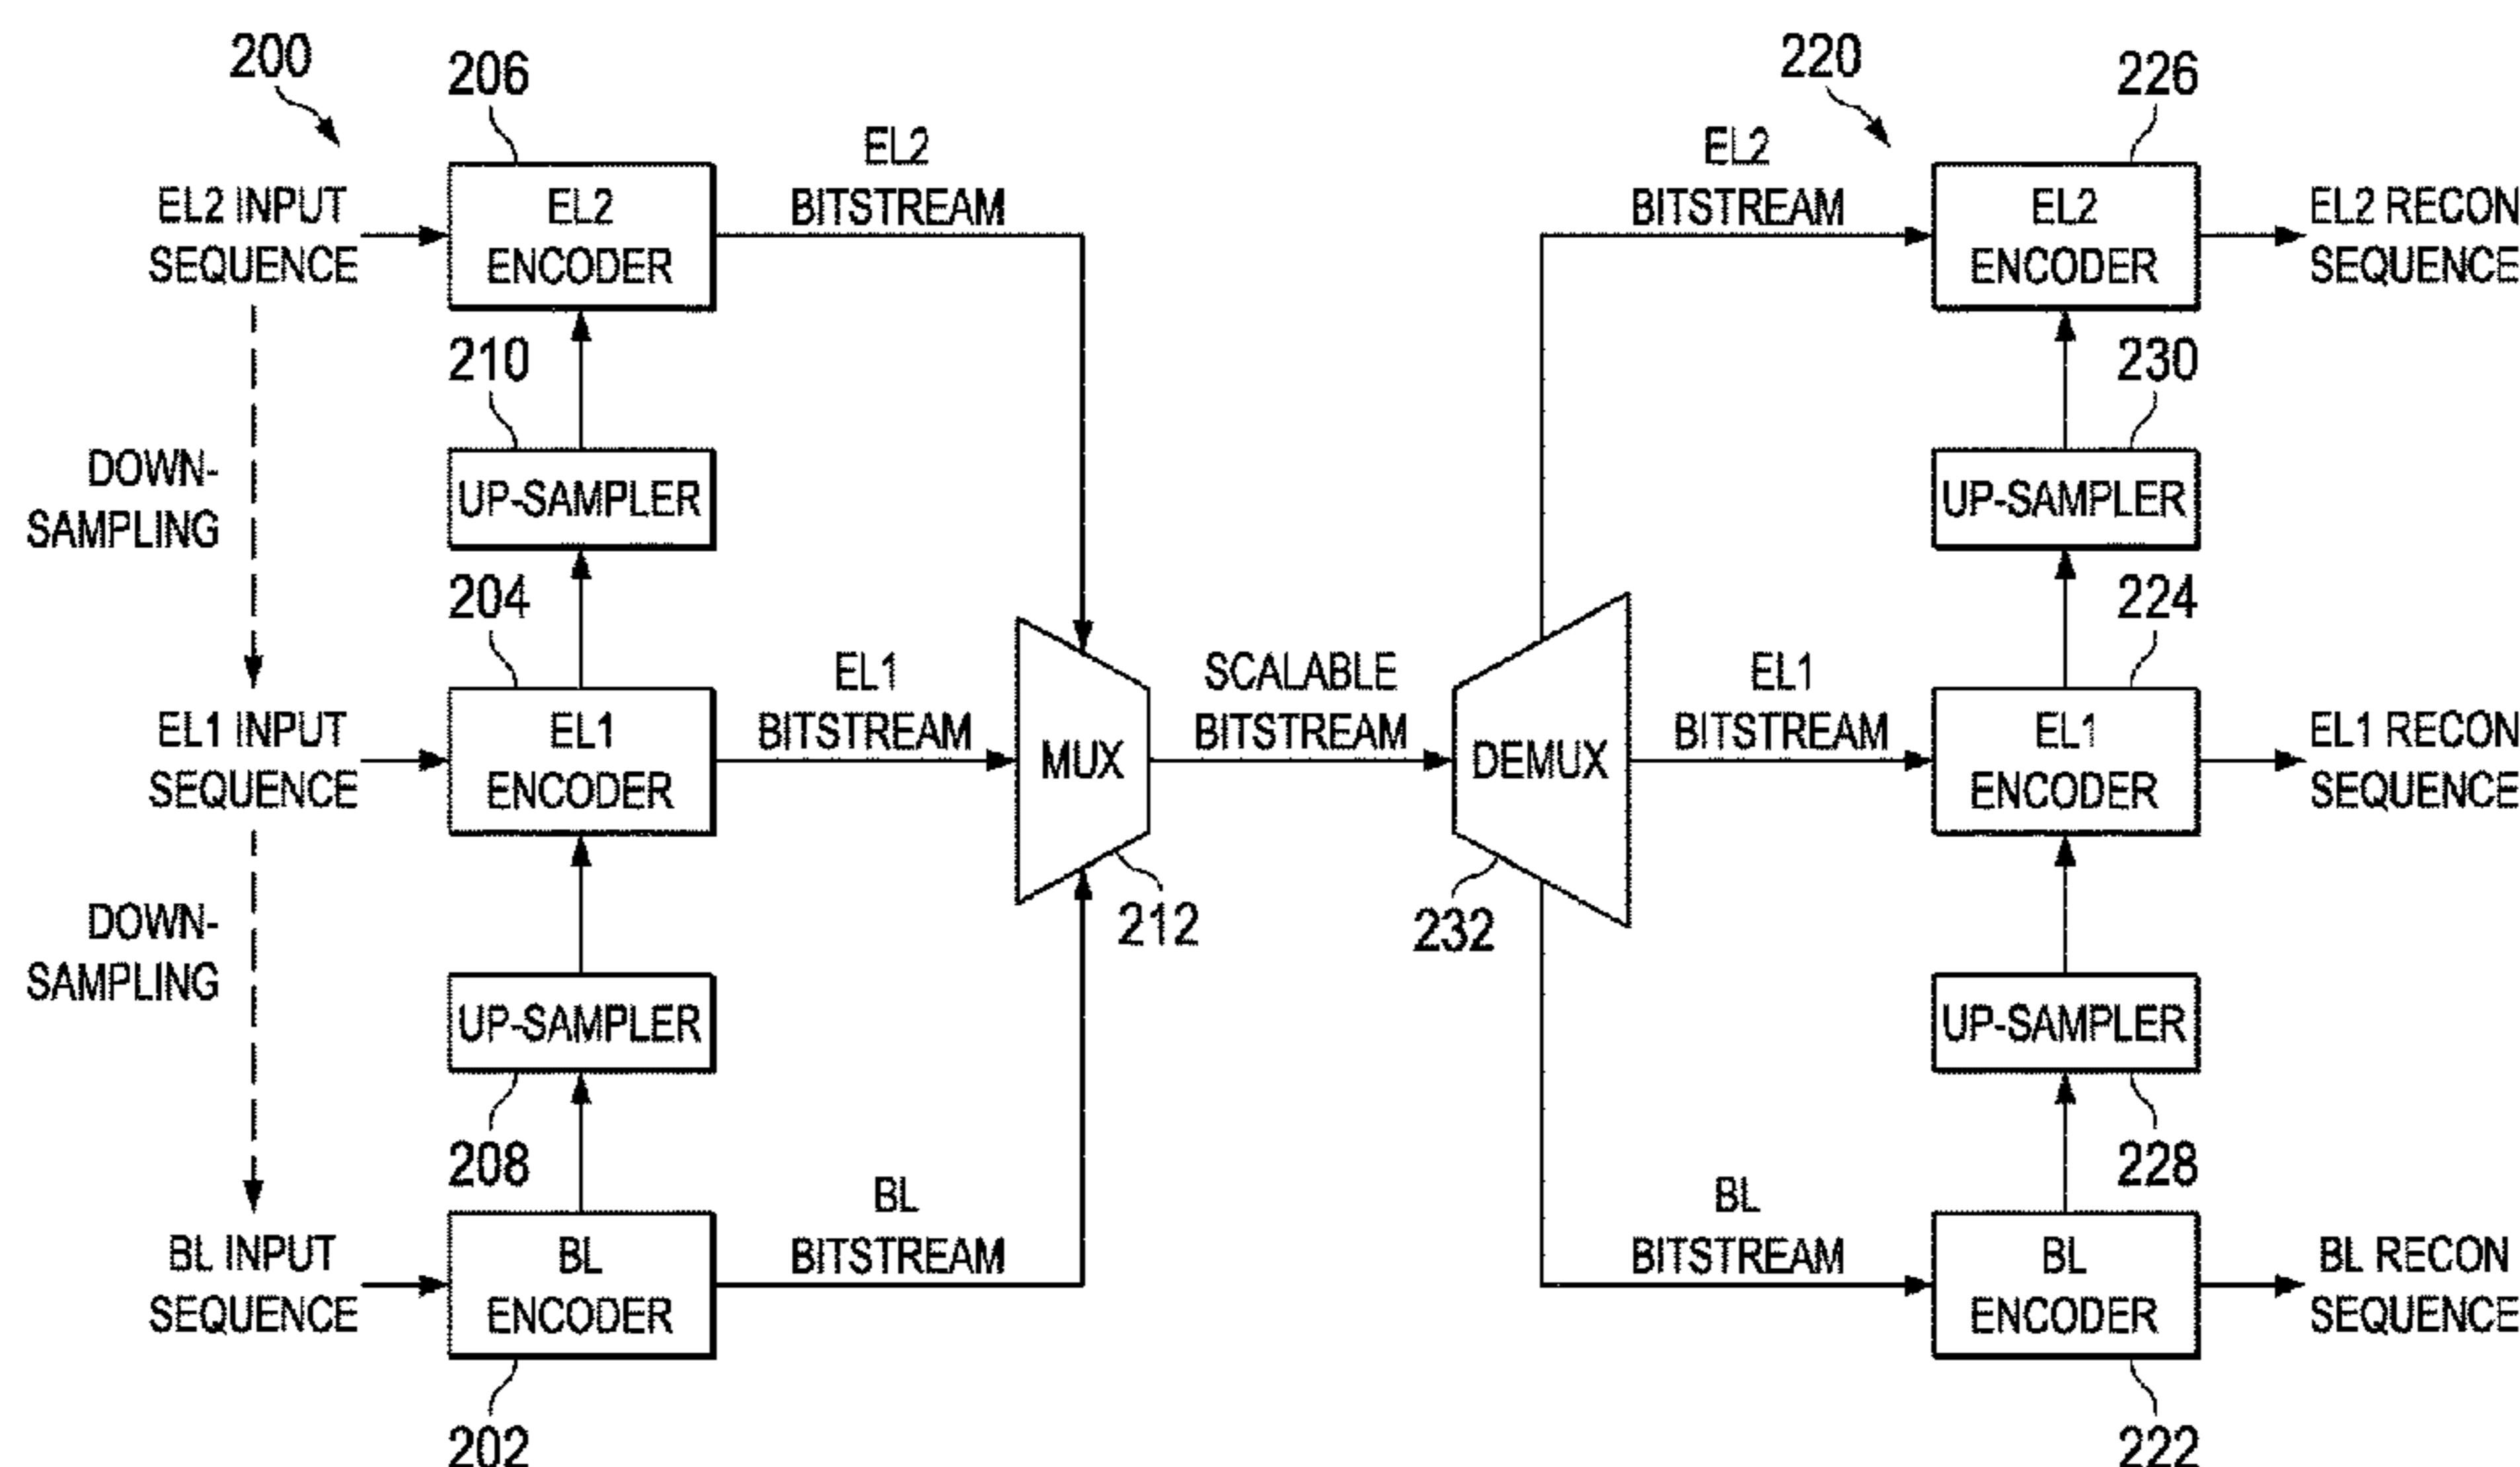 200
206
220
226
EL2
BITSTREAM
EL2
BITSTREAM
EL2 INPUT
SEQUENCE
EL2
ENCODER
EL2
ENCODER
EL2 RECON
SEQUENCE
210
230
DOWN-
SAMPLING
UP-SAMPLER
UP-SAMPLER
204
224
EL1 INPUT
SEQUENCE
EL1
ENCODER
EL1
BITSTREAM
MUX
SCALABLE
BITSTREAM
DEMUX
EL1
BITSTREAM
EL1
ENCODER
EL1 RECON
SEQUENCE
212
232
DOWN-
SAMPLING
UP-SAMPLER
UP-SAMPLER
208
228
BL INPUT
SEQUENCE
BL
ENCODER
BL
BITSTREAM
BL
BITSTREAM
BL
ENCODER
BL RECON
SEQUENCE
202
222